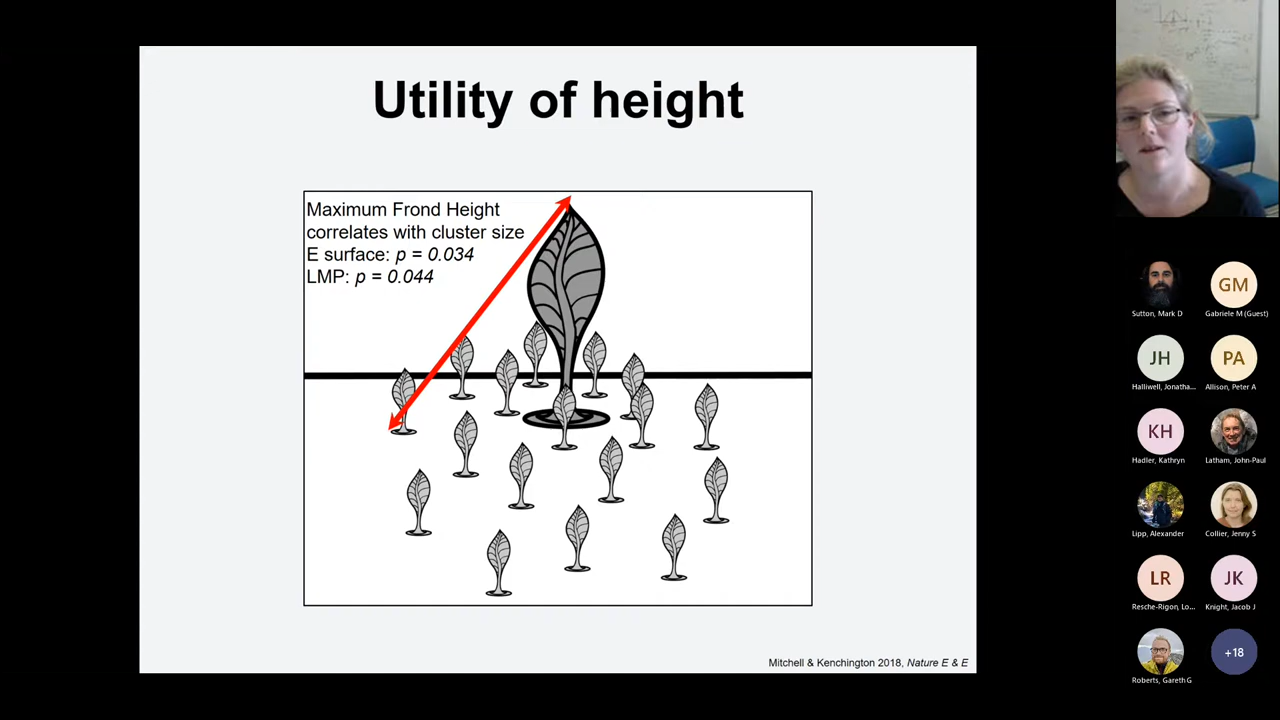 Utility of height
Maximum Frond Height
correlates with cluster size
E surface: p = 0.034
LMP: p = 0.044
Mitchell & Kenchington 2018, Nature E & E
Sutton, Mark D
GM
Gabriele M (Guest)
JH
Halliwell, Jonatha...
PA
Allison, Peter A
KH
Hadler, Kathryn
Latham, John-Paul
Lipp, Alexander
Collier, Jenny S
LR
Resche-Rigon, Lo...
JK
Knight, Jacob J
Roberts, Gareth G
+18